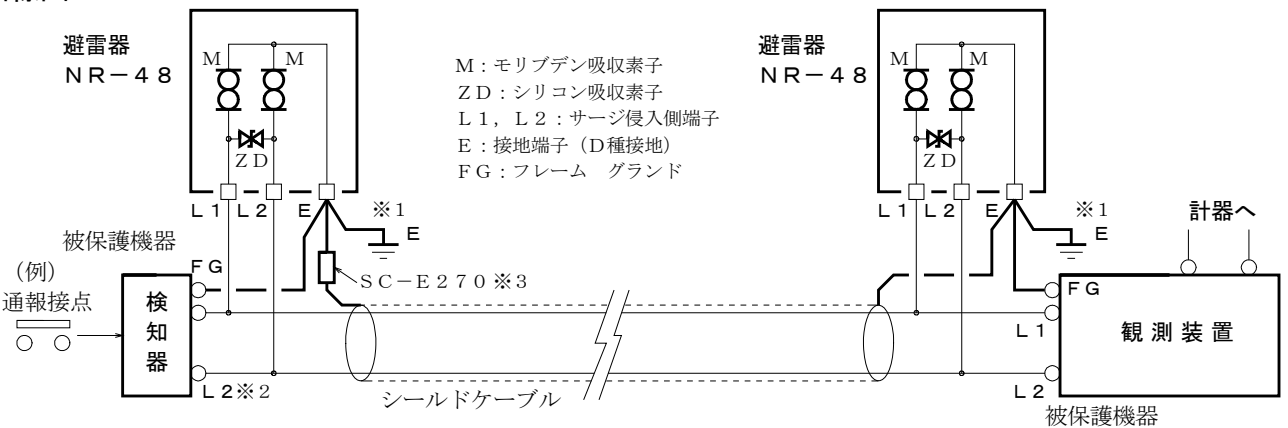 避雷器
NR-48
M
M
ZD
L1
L2
E
※1
E
M:モリブデン吸収素子
ZD:シリコン吸収素子
L1,L2:サージ侵入側端子
E:接地端子(D種接地)
FG:フレーム グランド
避雷器
NR-48
M
M
ZD
L1
L2
E
※1
E
計器へ
被保護機器
(例)
通報接点
検知器
FG
L2※2
SC-E270※3
シールドケーブル
FG
L1
L2
観測装置
被保護機器